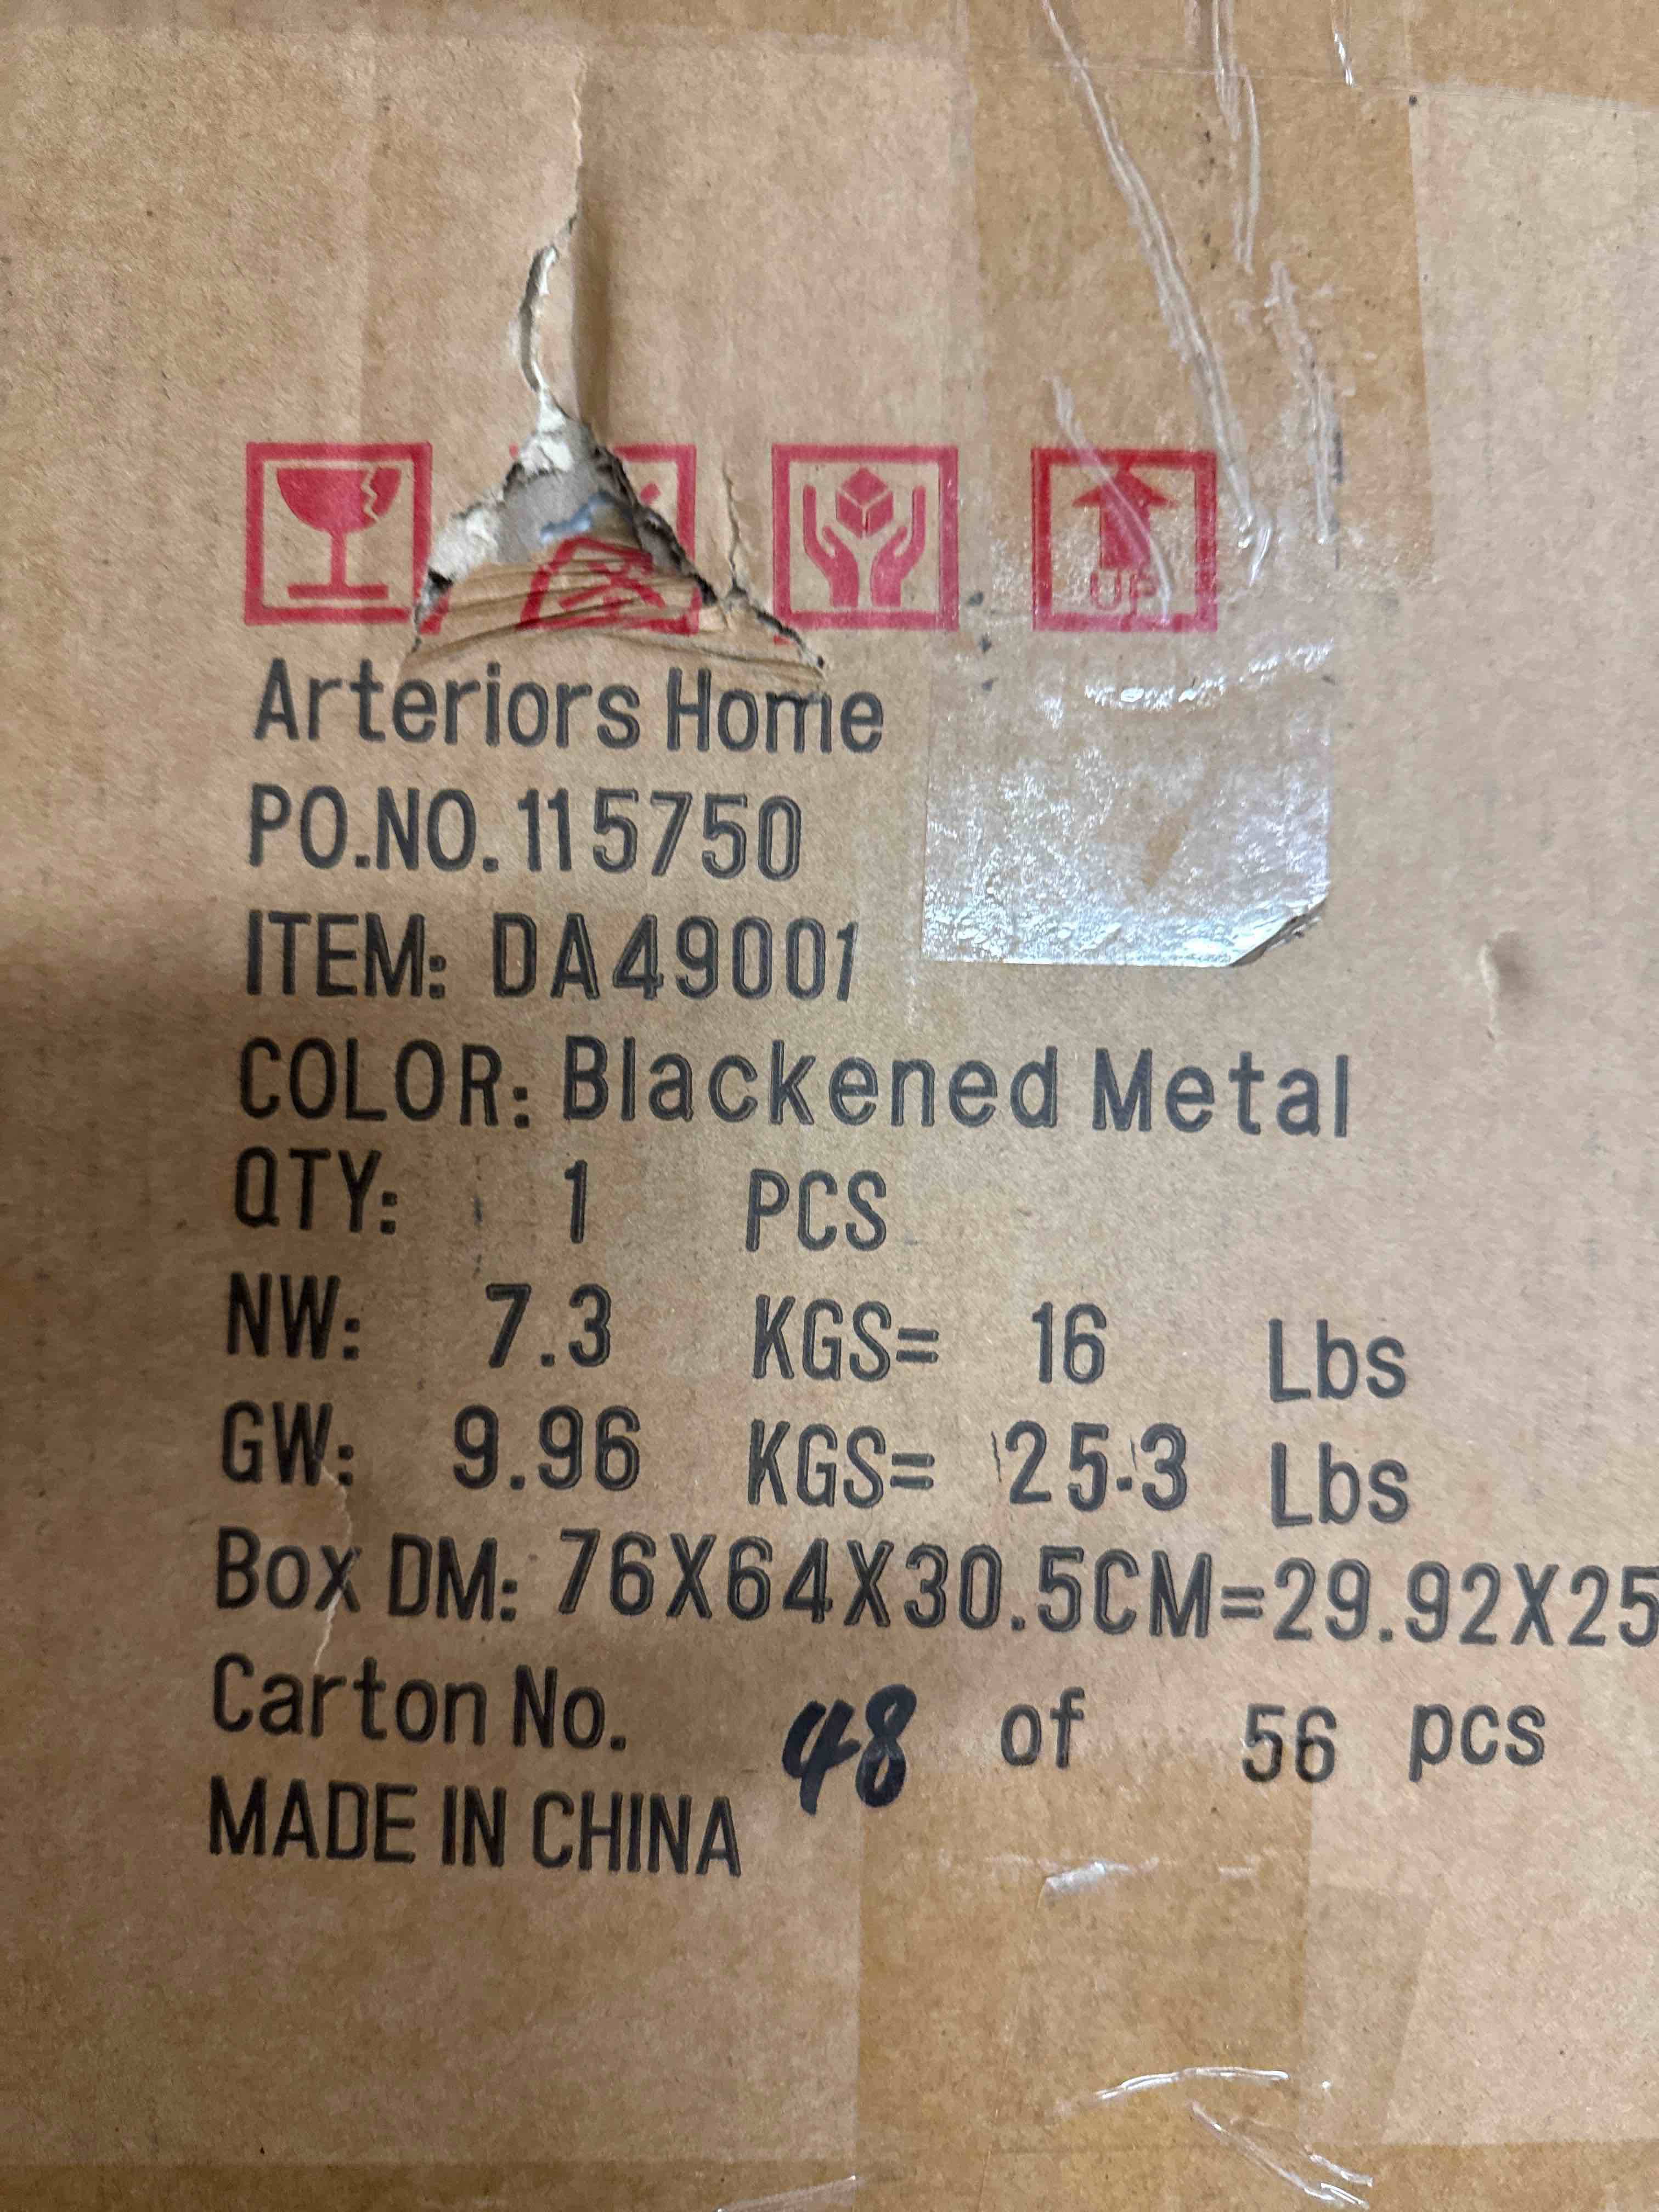 UP
Arteriors Home
PO.NO. 115750
ITEM: DA49001
COLOR: Blackened Metal
QTY: 1 PCS
NW: 7.3 KGS= 16 Lbs
GW: 9.96 KGS= 25.3 Lbs
Box DM: 76X64X30.5CM=29.92X25
Carton No. 48 of 56 pcs
MADE IN CHINA